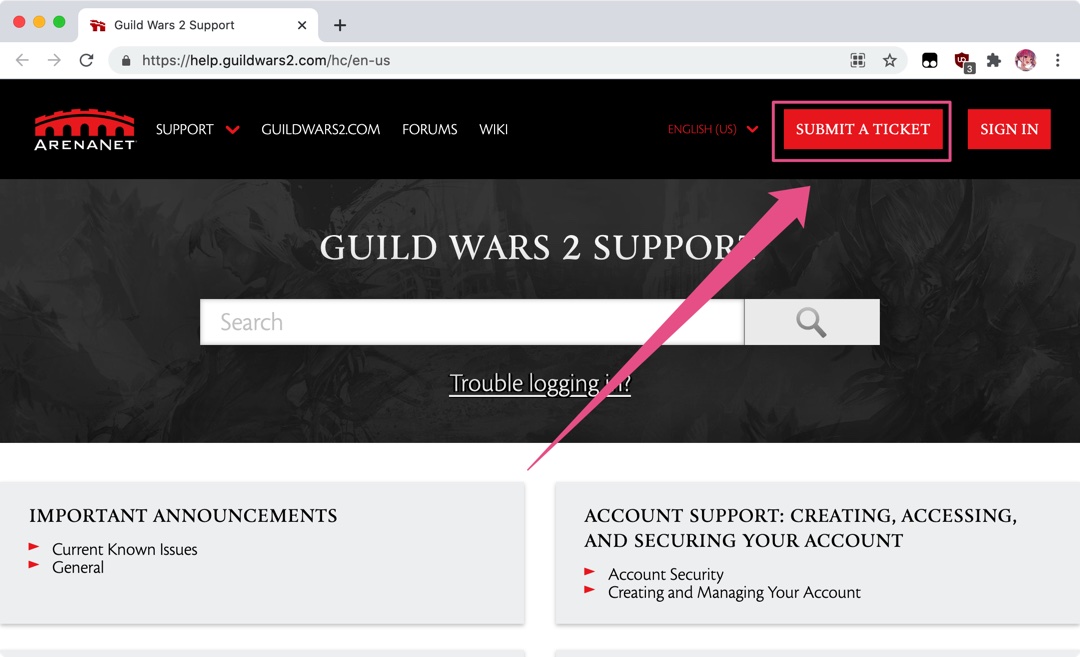 Guild Wars 2 Support
https://help.guildwars2.com/hc/en-us
3
ARENANET
SUPPORT
GUILDWARS2.COM
FORUMS
WIKI
ENGLISH (US)
SUBMIT A TICKET
SIGN IN
GUILD WARS 2 SUPPORT
Search
Trouble logging in?
IMPORTANT ANNOUNCEMENTS
Current Known Issues
General
ACCOUNT SUPPORT: CREATING, ACCESSING,
AND SECURING YOUR ACCOUNT
Account Security
Creating and Managing Your Account